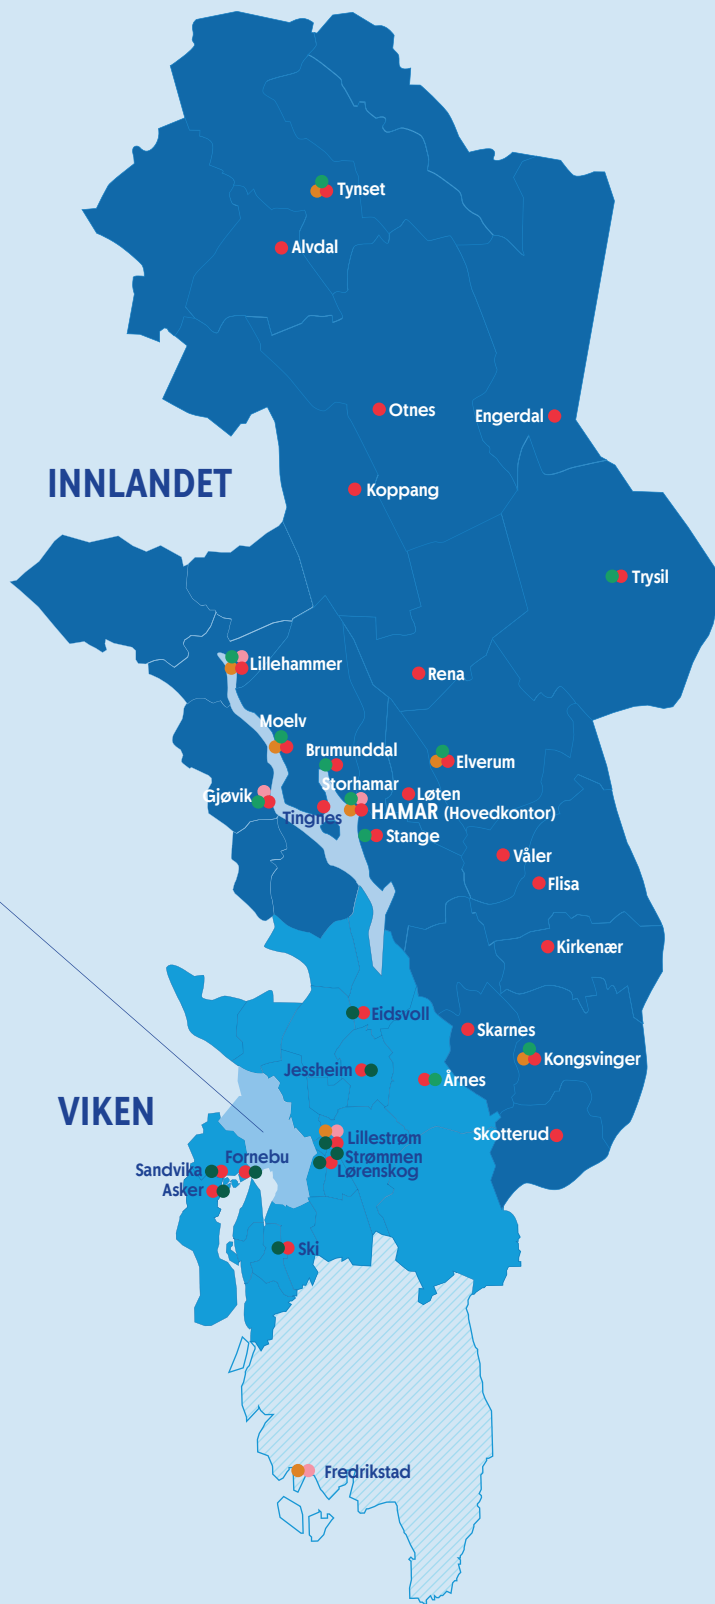 Tynset
Alvdal
Otnes
Engerdal
INNLANDET
Koppang
Trysil
Lillehammer
Rena
Moelv
Brumunddal
Elverum
Storhamar
Gjøvik
Løten
HAMAR (Hovedkontor)
Tingnes
Stange
Våler
Flisa
Kirkenær
Eidsvoll
Skarnes
Kongsvinger
Jessheim
Årnes
VIKEN
Skotterud
Lillestrøm
Fornebu
Strømmen
Sandvika
Lørenskog
Asker
Ski
Fredrikstad